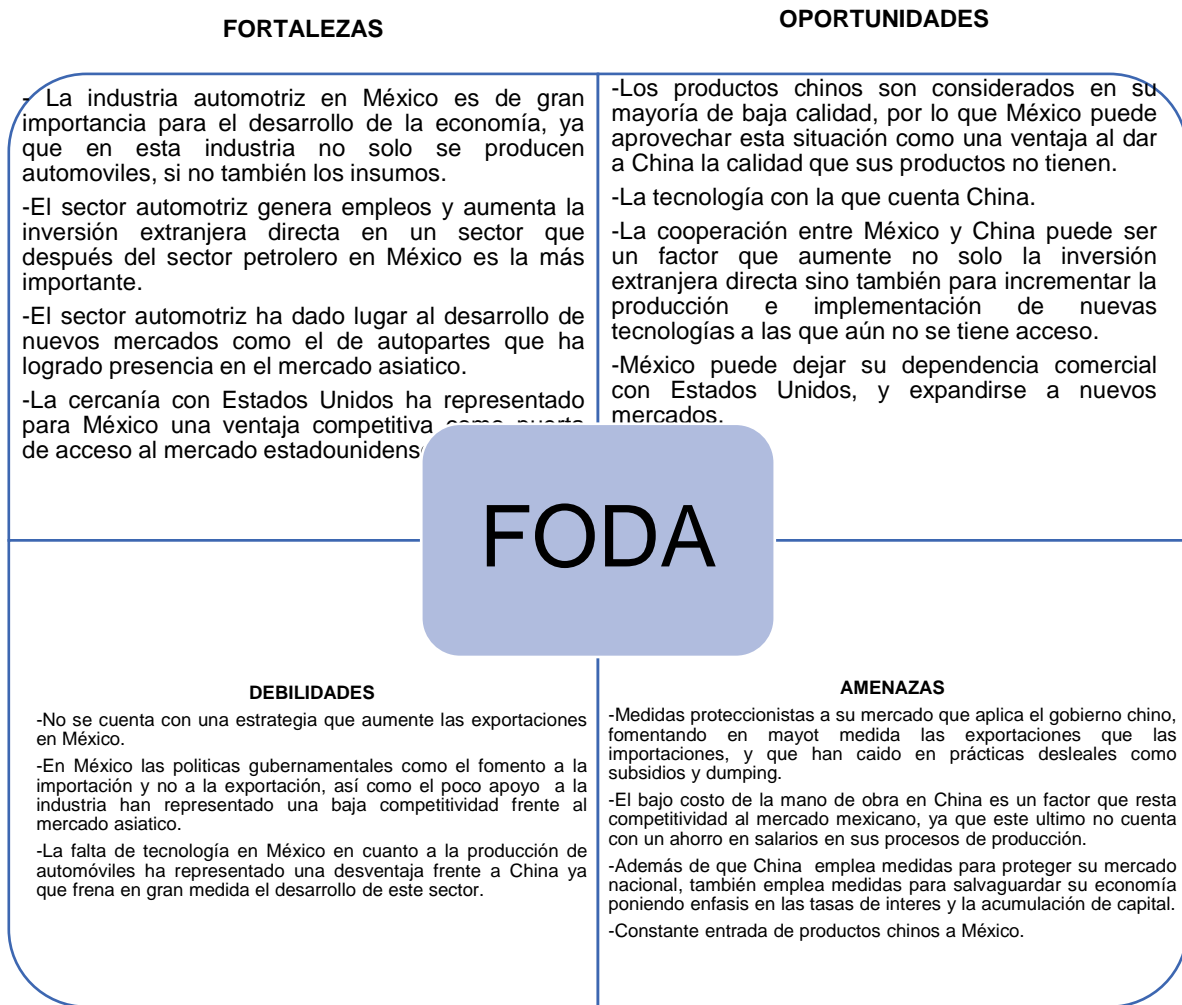 FORTALEZAS
- La industria automotriz en México es de gran
importancia para el desarrollo de la economía, ya
que en esta industria no solo se producen
automoviles, si no también los insumos.
-El sector automotriz genera empleos y aumenta la
inversión extranjera directa en un sector que
después del sector petrolero en México es la más
importante.
-El sector automotriz ha dado lugar al desarrollo de
nuevos mercados como el de autopartes que ha
logrado presencia en el mercado asiatico.
-La cercanía con Estados Unidos ha representado
para México una ventaja competitiva como puerta
de acceso al mercado estadounidense
OPORTUNIDADES
-Los productos chinos son considerados en su
mayoría de baja calidad, por lo que México puede
aprovechar esta situación como una ventaja al dar
a China la calidad que sus productos no tienen.
-La tecnología con la que cuenta China.
-La cooperación entre México y China puede ser
un factor que aumente no solo la inversión
extranjera directa sino también para incrementar la
producción e implementación de nuevas
tecnologías a las que aún no se tiene acceso.
-México puede dejar su dependencia comercial
con Estados Unidos, y expandirse a nuevos
mercados.
FODA
DEBILIDADES
-No se cuenta con una estrategia que aumente las exportaciones
en México.
-En México las politicas gubernamentales como el fomento a la
importación y no a la exportación, así como el poco apoyo a la
industria han representado una baja competitividad frente al
mercado asiatico.
-La falta de tecnología en México en cuanto a la producción de
automóviles ha representado una desventaja frente a China ya
que frena en gran medida el desarrollo de este sector.
AMENAZAS
-Medidas proteccionistas a su mercado que aplica el gobierno chino,
fomentando en mayot medida las exportaciones que las
importaciones, y que han caido en prácticas desleales como
subsidios y dumping.
-El bajo costo de la mano de obra en China es un factor que resta
competitividad al mercado mexicano, ya que este ultimo no cuenta
con un ahorro en salarios en sus procesos de producción.
-Además de que China emplea medidas para proteger su mercado
nacional, también emplea medidas para salvaguardar su economía
poniendo enfasis en las tasas de interes y la acumulación de capital.
-Constante entrada de productos chinos a México.